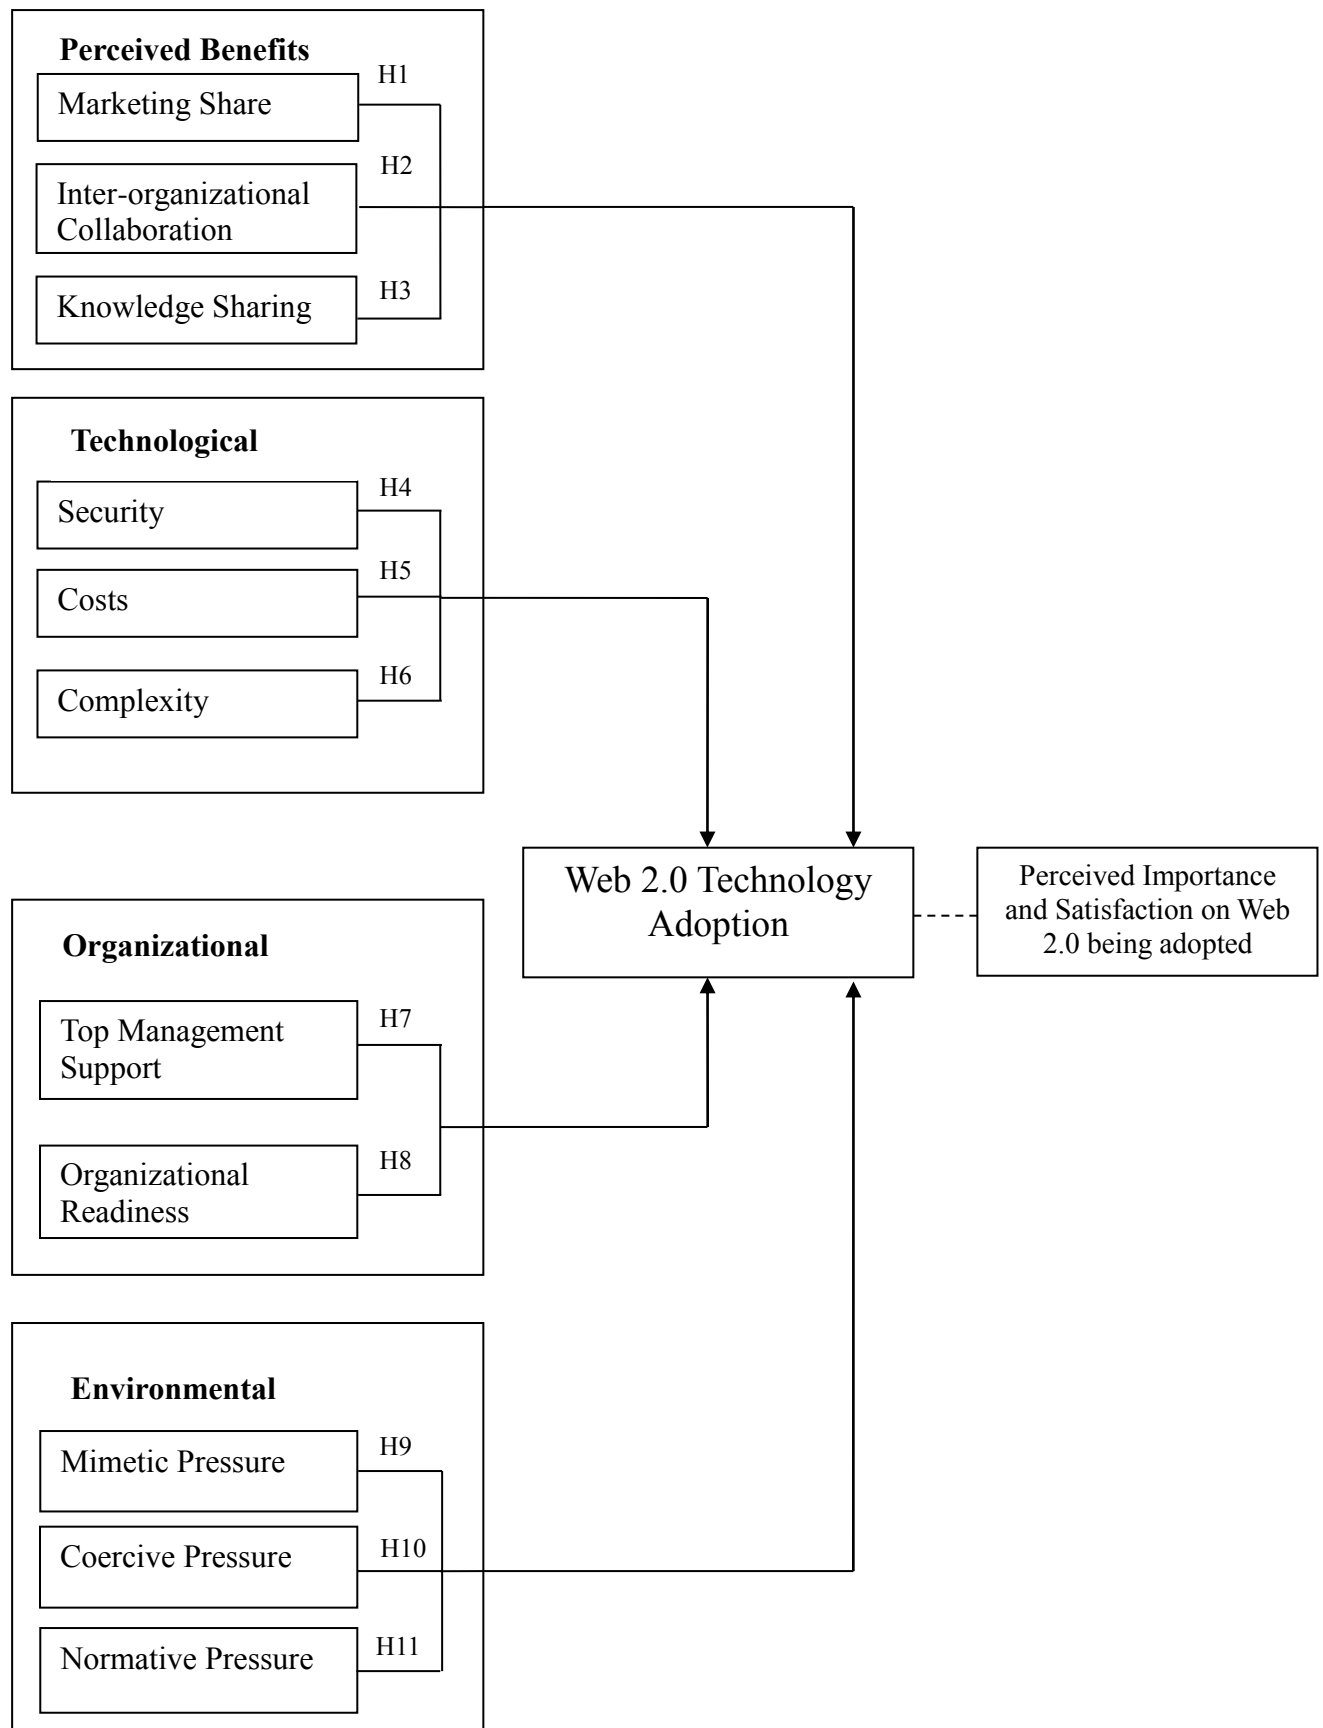 Perceived Benefits
H1
Marketing Share
H2
Inter-organizational
Collaboration
H3
Knowledge Sharing
Technological
H4
Security
H5
Costs
H6
Complexity
Web 2.0 Technology
Adoption
Perceived Importance
and Satisfaction on Web
2.0 being adopted
Organizational
H7
Top Management
Support
H8
Organizational
Readiness
Environmental
H9
Mimetic Pressure
H10
Coercive Pressure
H11
Normative Pressure